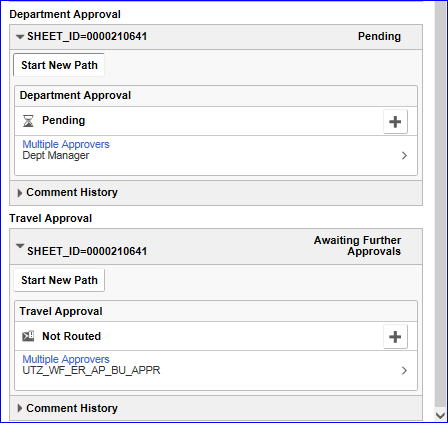 Department Approval
SHEET_ID=0000210641 Pending
Start New Path
Department Approval
Pending
Multiple Approvers
Dept Manager
Comment History
Travel Approval
SHEET_ID=0000210641 Awaiting Further
Approvals
Start New Path
Travel Approval
Not Routed
Multiple Approvers
UTZ_WF_ER_AP_BU_APPR
Comment History